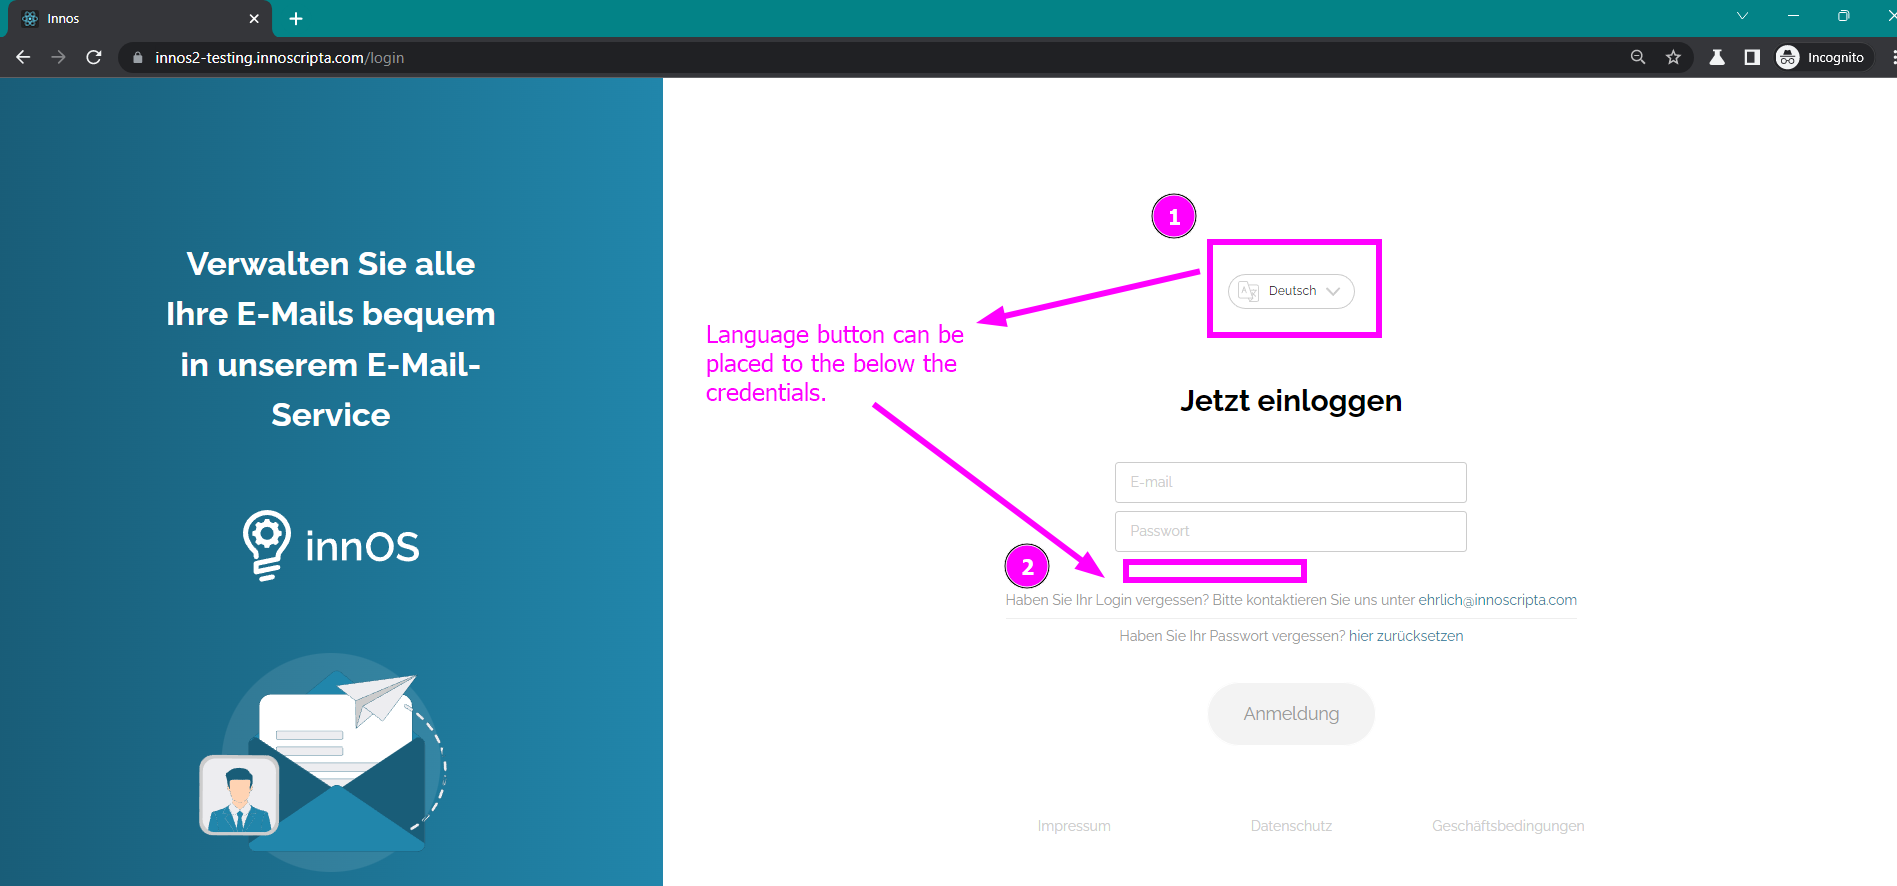 Innos
innos2-testing.innoscripta.com/login
Incognito
Verwalten Sie alle
Ihre E-Mails bequem
in unserem E-Mail-
Service
innOS
1
Deutsch
Language button can be
placed to the below the
credentials.
Jetzt einloggen
E-mail
Passwort
2
Haben Sie Ihr Login vergessen? Bitte kontaktieren Sie uns unter ehrlich@innoscripta.com
Haben Sie Ihr Passwort vergessen? hier zurücksetzen
Anmeldung
Impressum
Datenschutz
Geschäftsbedingungen